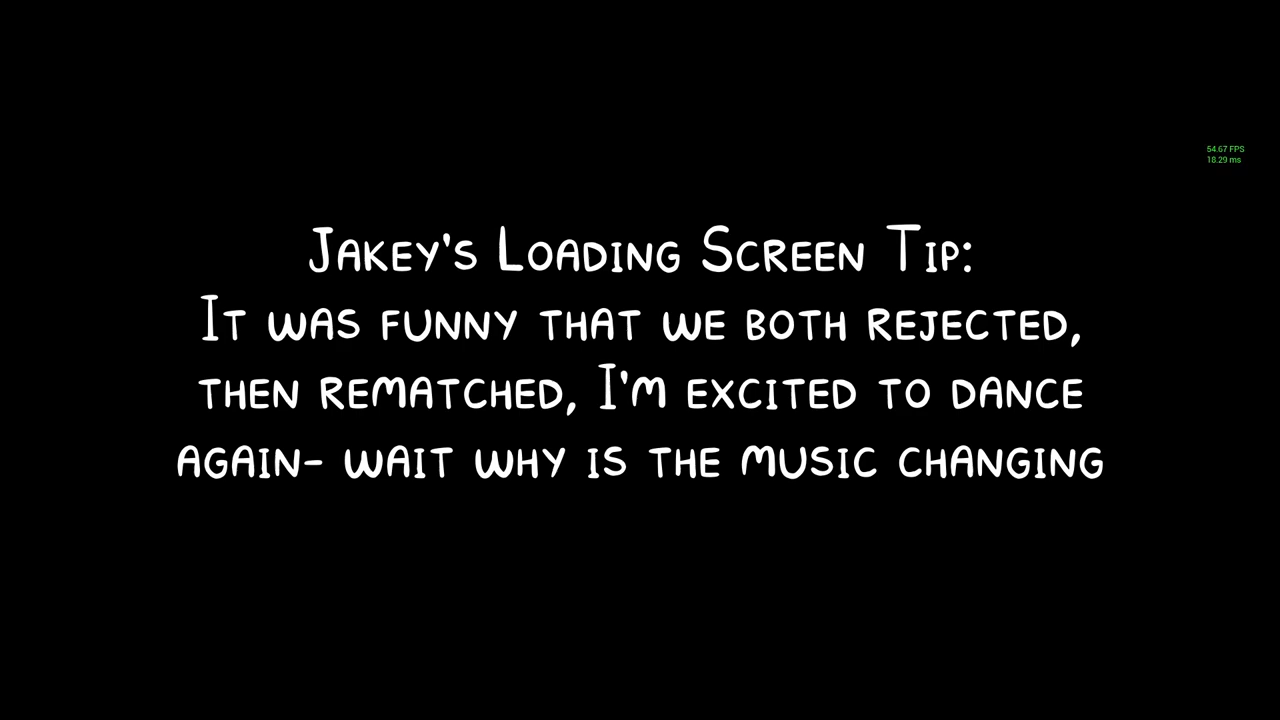 54.67 FPS
18.29 ms
Jakey's Loading Screen Tip:
It was funny that we both rejected,
then rematched, I'm excited to dance
again- wait why is the music changing